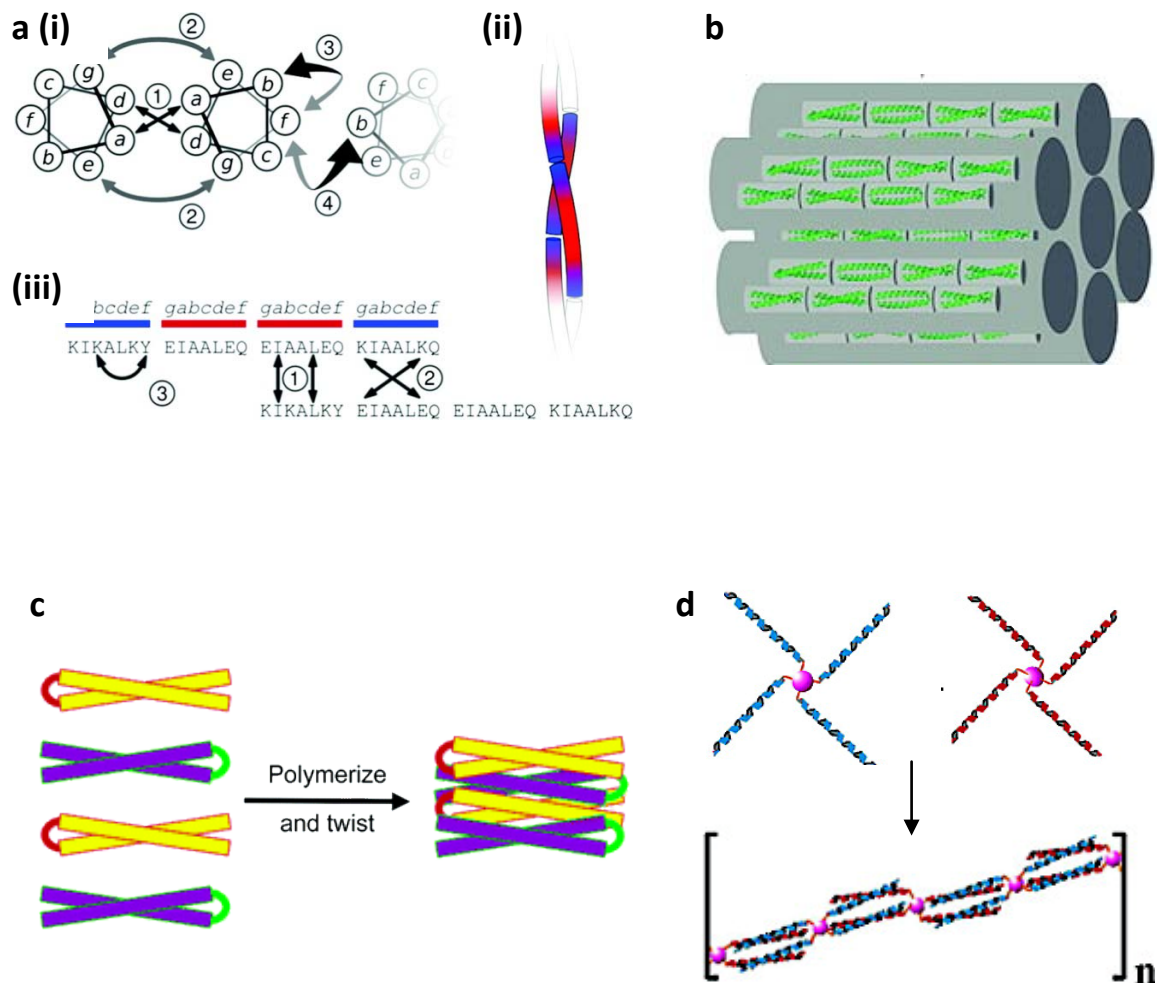 a (i)
(ii)
b
② ③
g e b
c d ① a
f f f c
a d b
b e g c e a
② ④
(iii)
bcdef gabcdef gabcdef gabcdef
KIKALKY EIAALEQ EIAALEQ KIAALKQ
③ ① ②
KIKALKY EIAALEQ EIAALEQ KIAALKQ
c
d
Polymerize
and twist
n